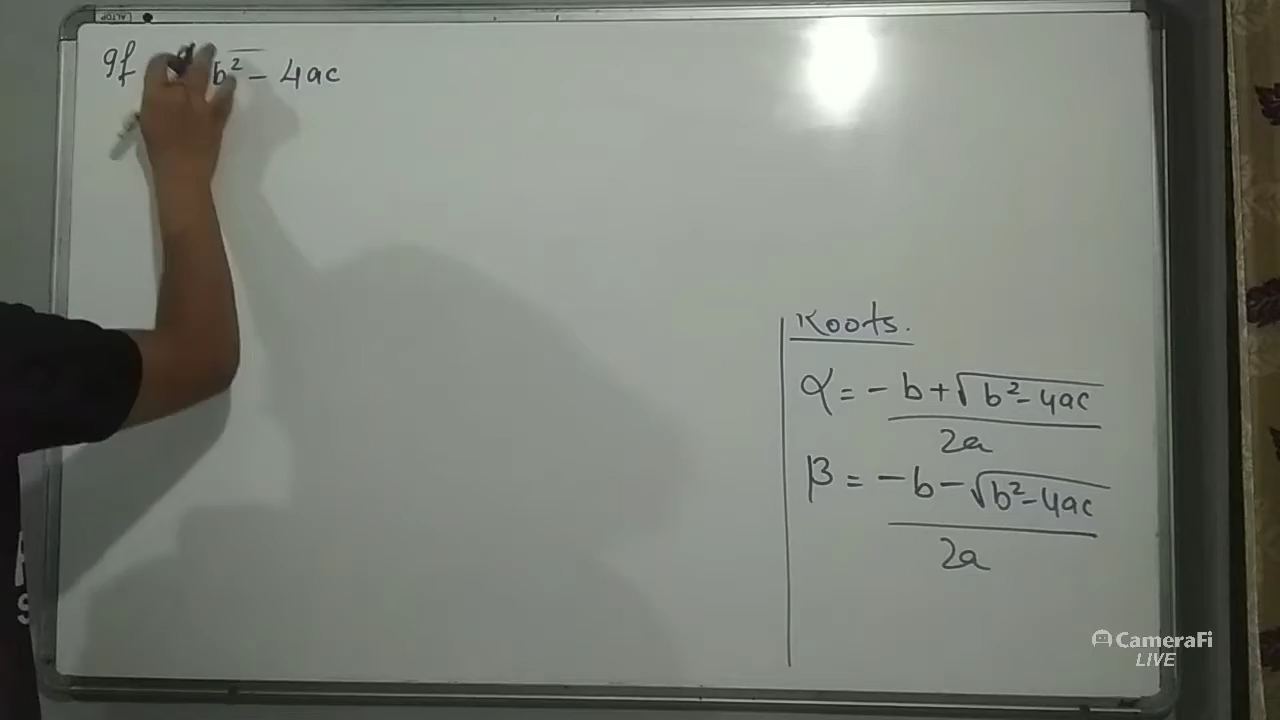 If b² - 4ac
Roots.
α = -b + √b² - 4ac
2a
β = -b - √b² - 4ac
2a
CameraFi
LIVE